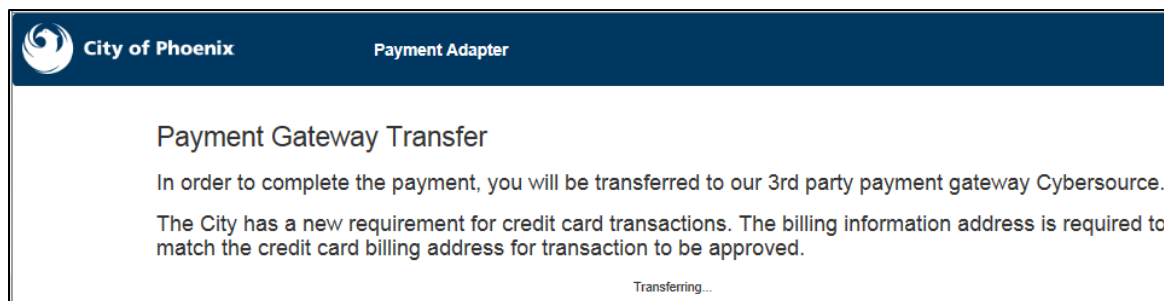 City of Phoenix
Payment Adapter
Payment Gateway Transfer
In order to complete the payment, you will be transferred to our 3rd party payment gateway Cybersource.
The City has a new requirement for credit card transactions. The billing information address is required to
match the credit card billing address for transaction to be approved.
Transferring...